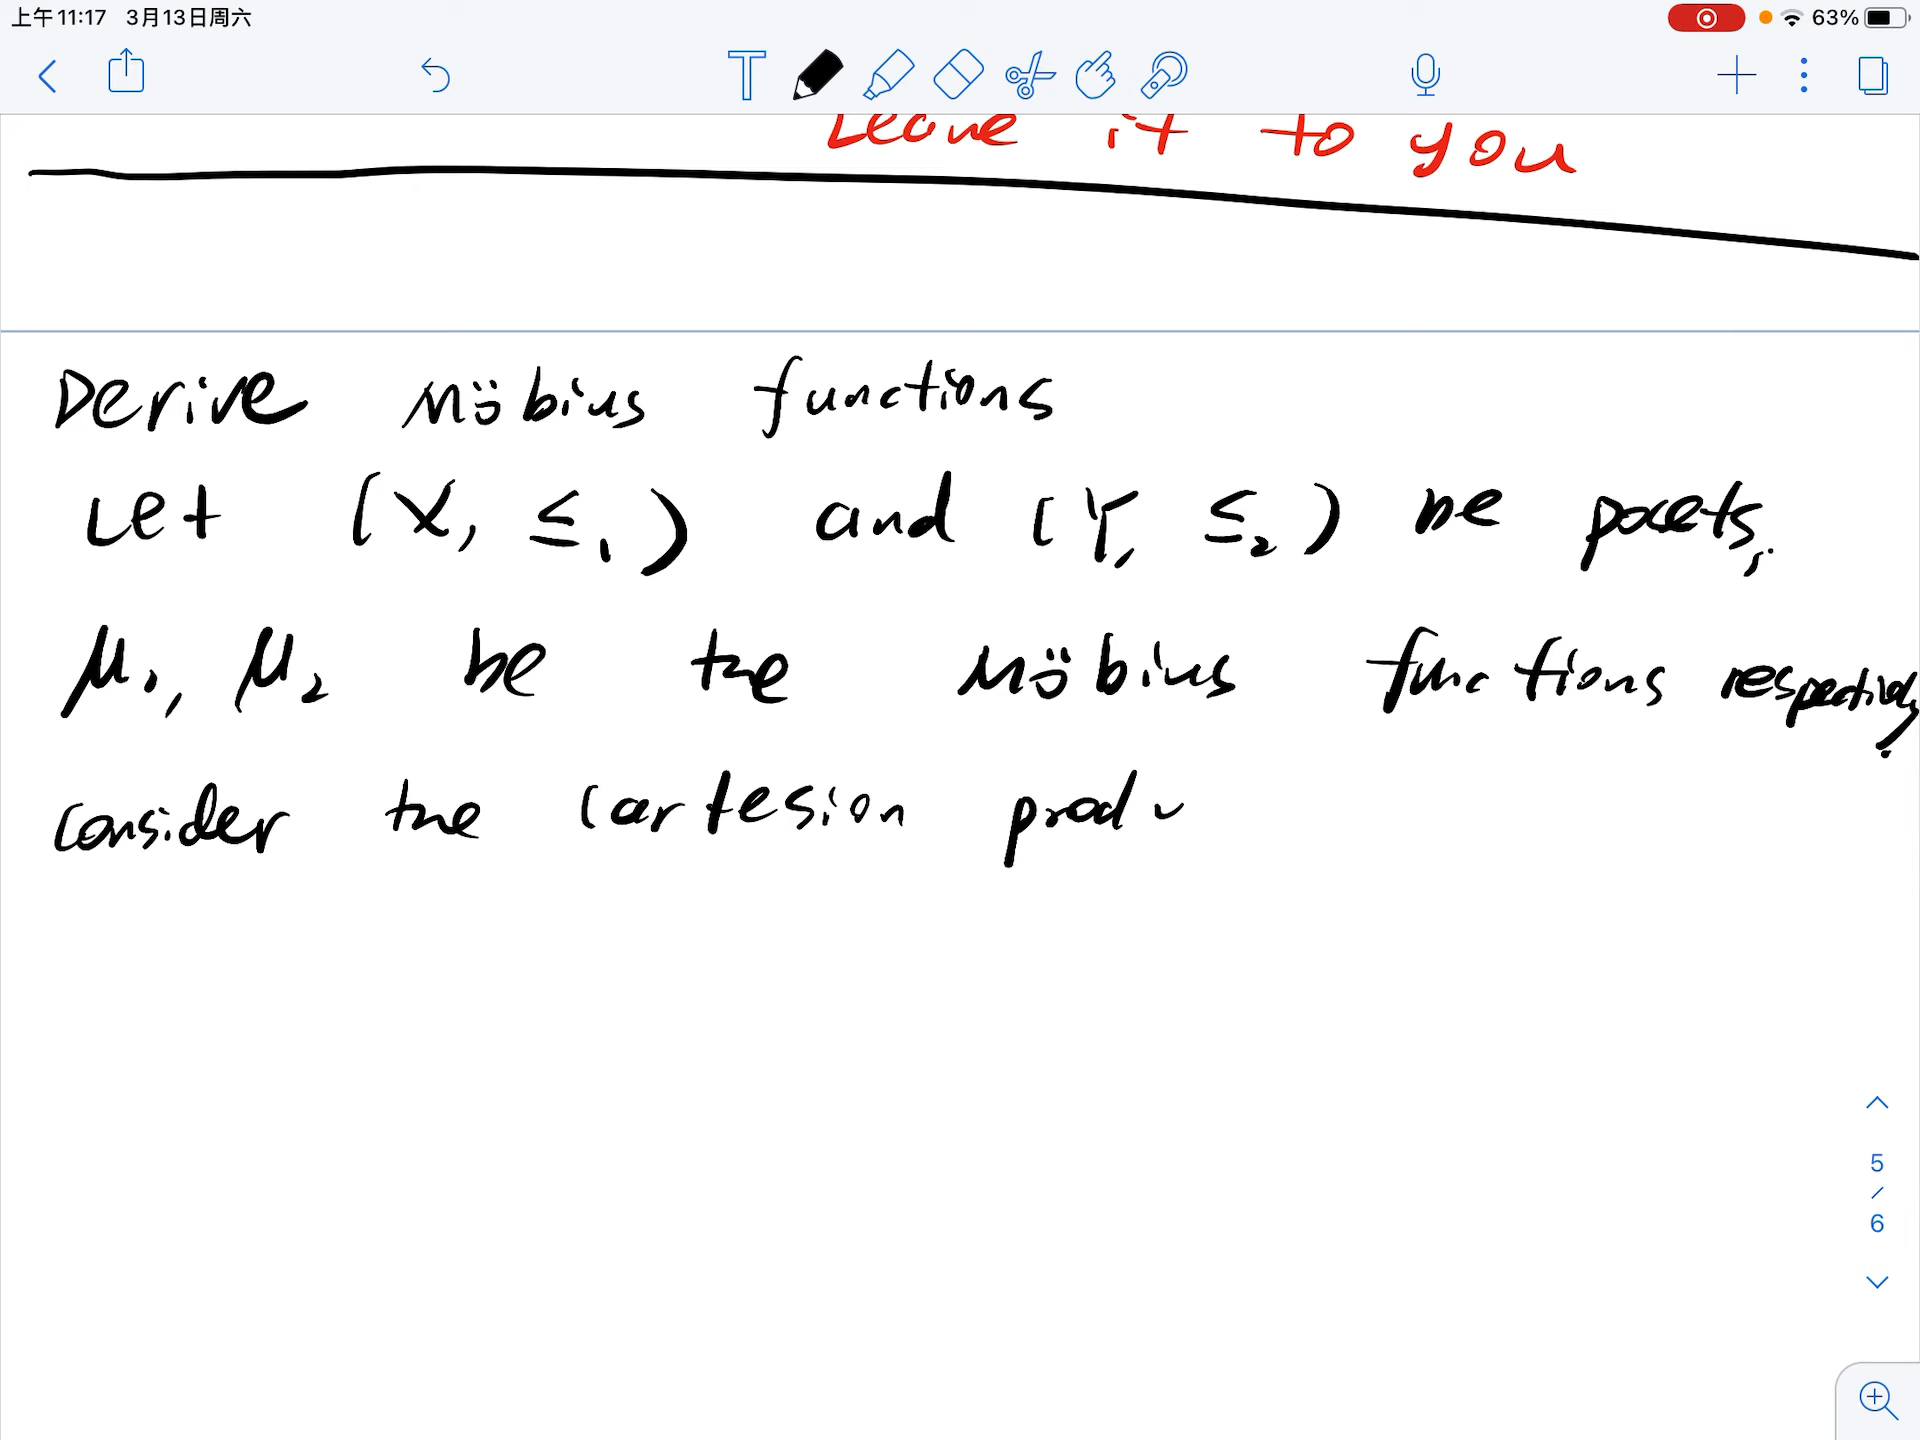 上午11:17 3月13日周六 63%
Leave it to you
Derive Möbius functions
Let (X, ≤₁) and (Y, ≤₂) be posets,
μ₁, μ₂ be the Möbius functions respectively.
consider the cartesion produ
5
/
6